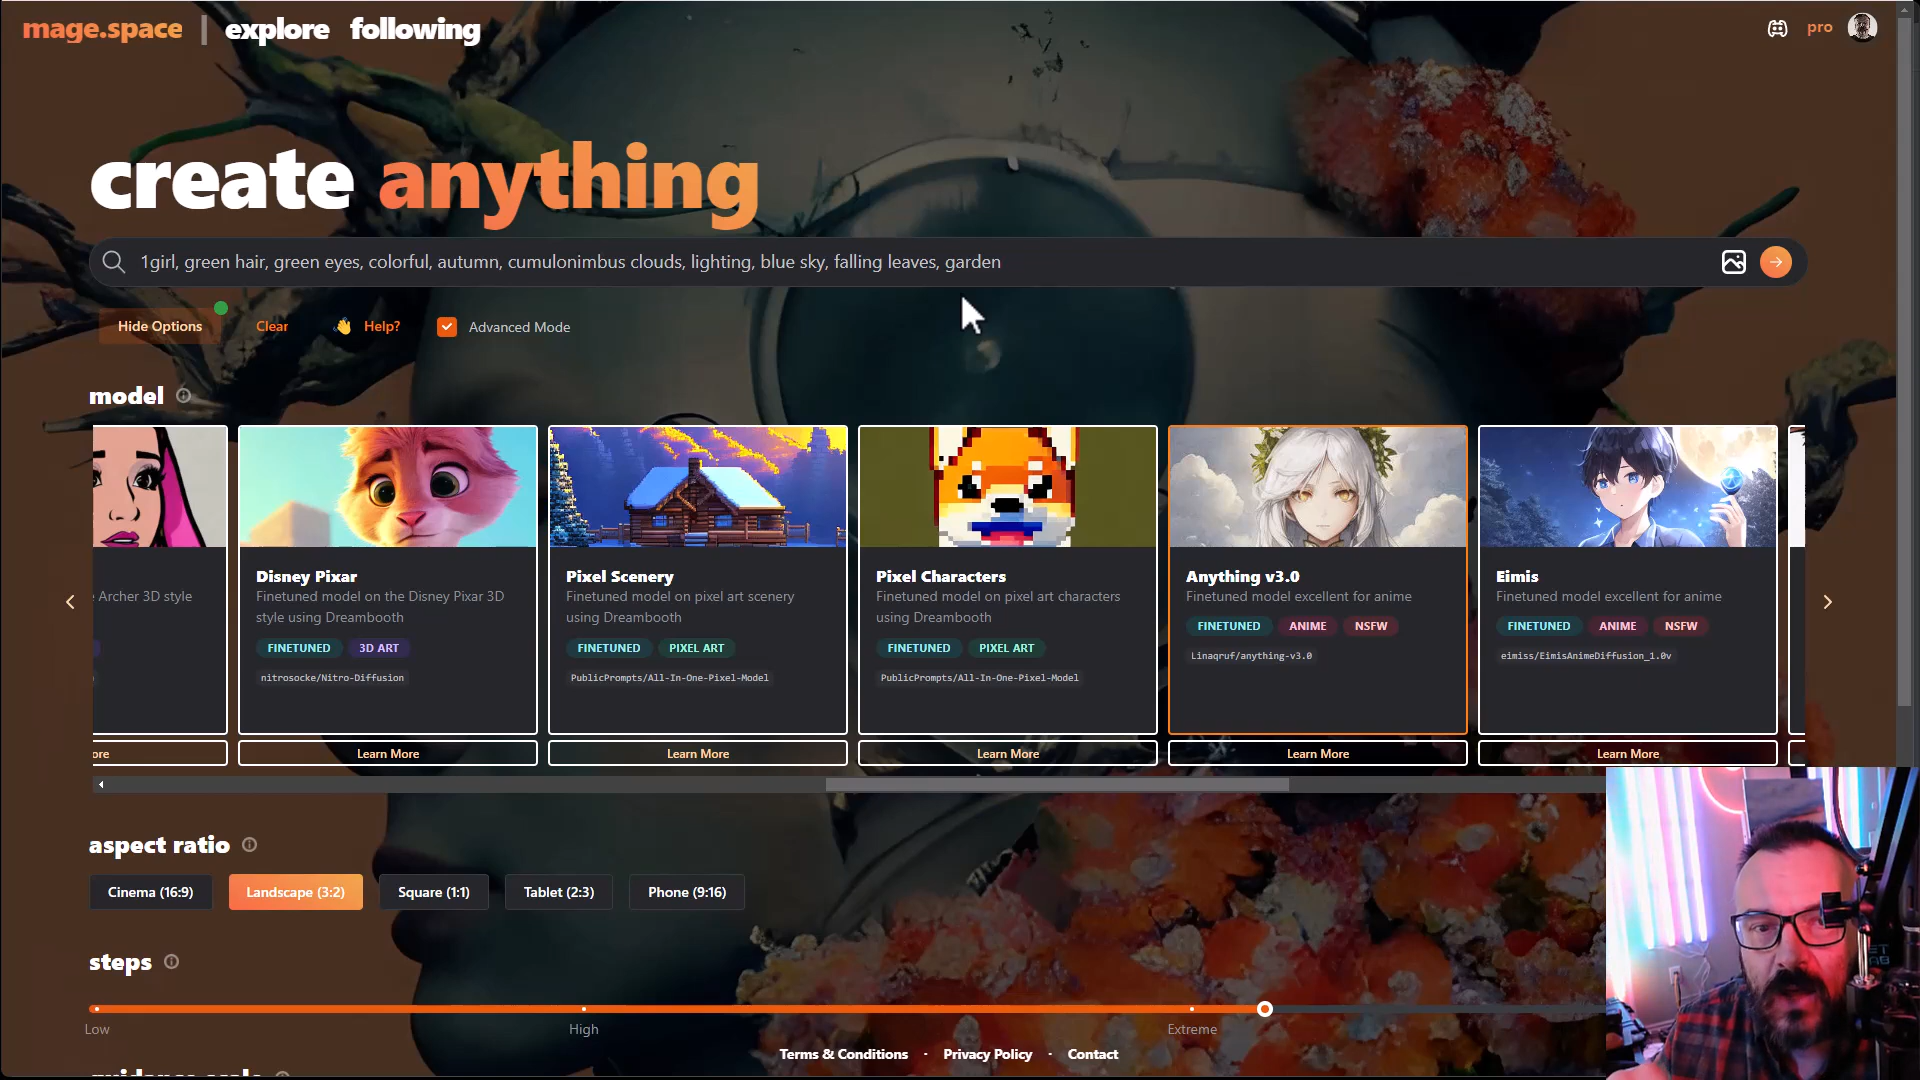 mage.space | explore following
pro
create anything
1girl, green hair, green eyes, colorful, autumn, cumulonimbus clouds, lighting, blue sky, falling leaves, garden
Hide Options Clear Help? Advanced Mode
model
Archer 3D style
ore
Disney Pixar
Finetuned model on the Disney Pixar 3D
style using Dreambooth
FINETUNED 3D ART
nitrosocke/Nitro-Diffusion
Learn More
Pixel Scenery
Finetuned model on pixel art scenery
using Dreambooth
FINETUNED PIXEL ART
PublicPrompts/All-In-One-Pixel-Model
Learn More
Pixel Characters
Finetuned model on pixel art characters
using Dreambooth
FINETUNED PIXEL ART
PublicPrompts/All-In-One-Pixel-Model
Learn More
Anything v3.0
Finetuned model excellent for anime
FINETUNED ANIME NSFW
Linaqruf/anything-v3.0
Learn More
Eimis
Finetuned model excellent for anime
FINETUNED ANIME NSFW
eimiss/EimisAnimeDiffusion_1.0v
Learn More
aspect ratio
Cinema (16:9) Landscape (3:2) Square (1:1) Tablet (2:3) Phone (9:16)
steps
Low High Extreme
Terms & Conditions · Privacy Policy · Contact